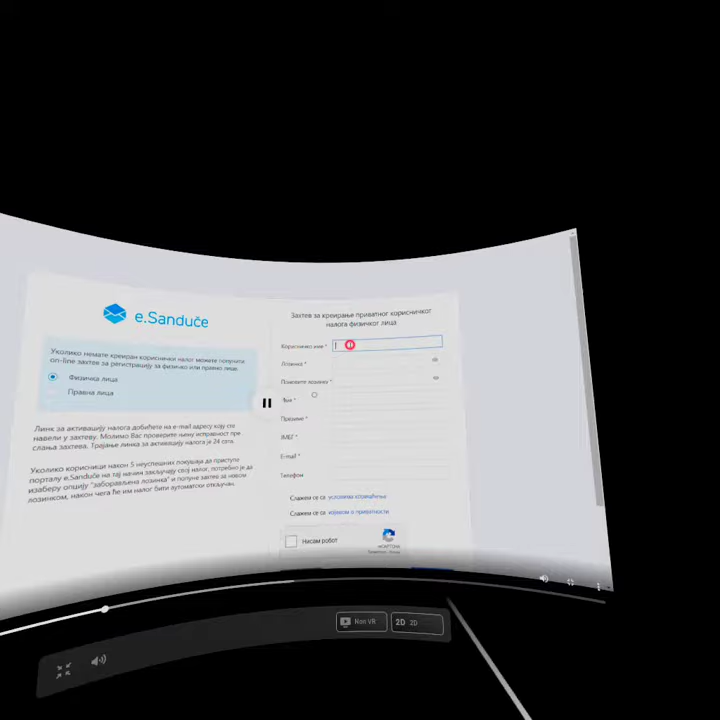 e.Sanduče
Уколико немате креиран кориснички налог можете попунити
on-line захтев за регистрацију за физичко или правно лице.
Физичка лица
Правна лица
Линк за активацију налога добићете на e-mail адресу коју сте
навели у захтеву. Молимо Вас проверите њену исправност пре
слања захтева. Трајање линка за активацију налога је 24 сата.
Уколико корисници након 5 неуспешних покушаја да приступе
порталу e.Sanduče на тај начин закључају свој налог, потребно је да
изаберу опцију "заборављена лозинка" и попуне захтев за новом
лозинком, након чега ће им налог бити аутоматски откључан.
Захтев за креирање приватног корисничког
налога физичког лица
Корисничко име *
Лозинка *
Поновите лозинку *
Име *
Презиме *
E-mail *
Телефон
Слажем се са условима коришћења
Слажем се са изјавом о приватности
Нисам робот
reCAPTCHA
Non VR
2D 2D